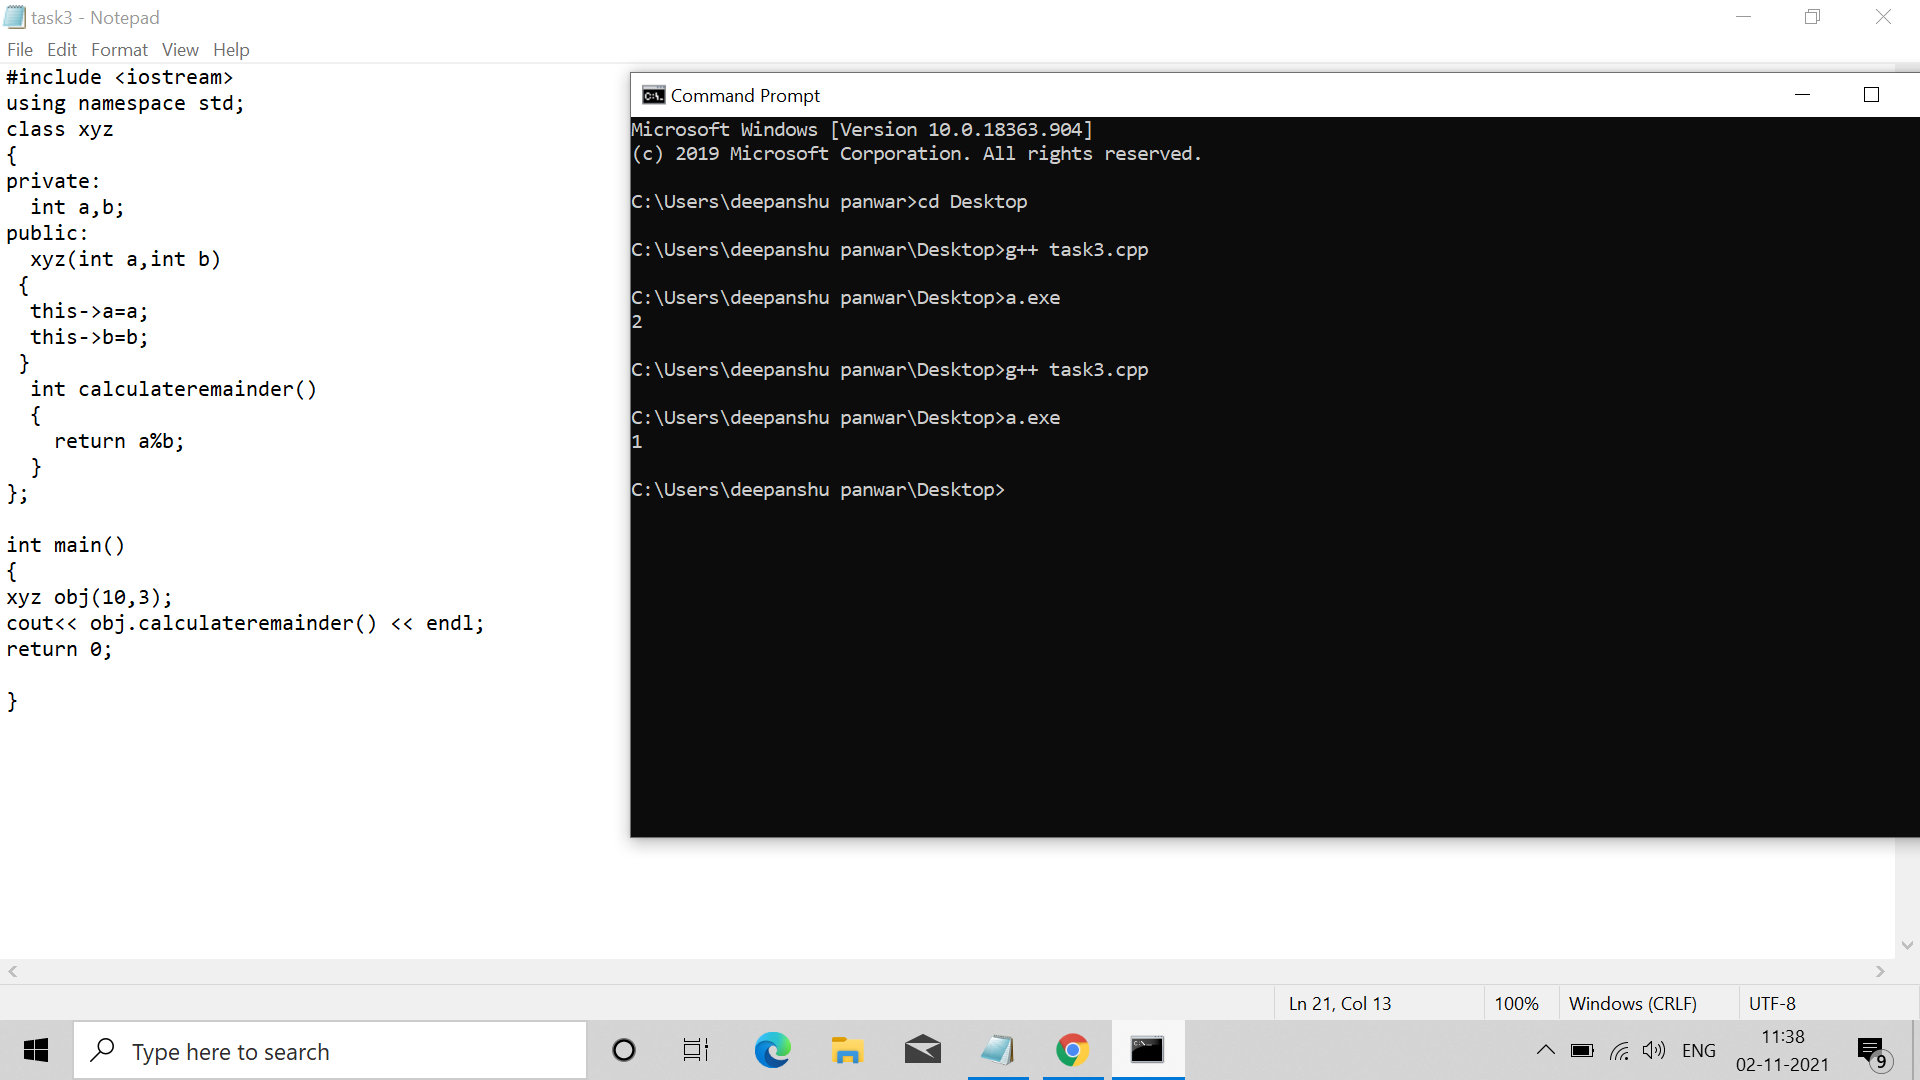 task3 - Notepad
File Edit Format View Help
#include <iostream>
using namespace std;
class xyz
{
private:
  int a,b;
public:
  xyz(int a,int b)
 {
  this->a=a;
  this->b=b;
 }
  int calculateremainder()
  {
    return a%b;
  }
};

int main()
{
xyz obj(10,3);
cout<< obj.calculateremainder() << endl;
return 0;

}
Command Prompt
Microsoft Windows [Version 10.0.18363.904]
(c) 2019 Microsoft Corporation. All rights reserved.

C:\Users\deepanshu panwar>cd Desktop

C:\Users\deepanshu panwar\Desktop>g++ task3.cpp

C:\Users\deepanshu panwar\Desktop>a.exe
2

C:\Users\deepanshu panwar\Desktop>g++ task3.cpp

C:\Users\deepanshu panwar\Desktop>a.exe
1

C:\Users\deepanshu panwar\Desktop>
Ln 21, Col 13 100% Windows (CRLF) UTF-8
Type here to search
ENG
11:38
02-11-2021
9